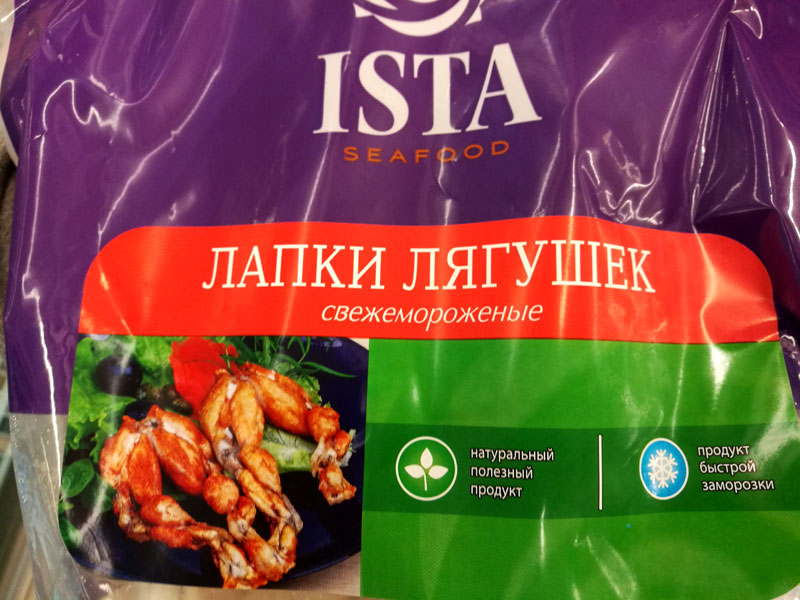 ISTA
SEAFOOD
ЛАПКИ ЛЯГУШЕК
свежемороженые
натуральный
полезный
продукт
продукт
быстрой
заморозки